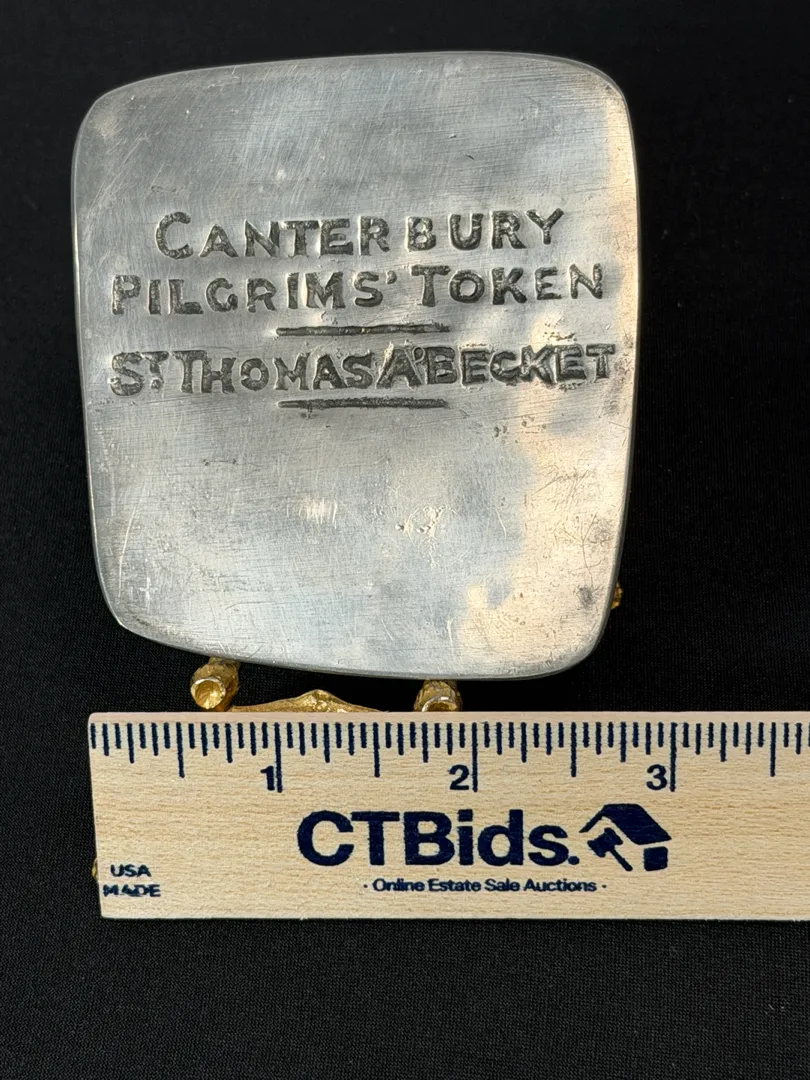 CANTERBURY
PILGRIMS' TOKEN
ST THOMAS A'BECKET
1 2 3
CTBids.
· Online Estate Sale Auctions ·
USA
MADE